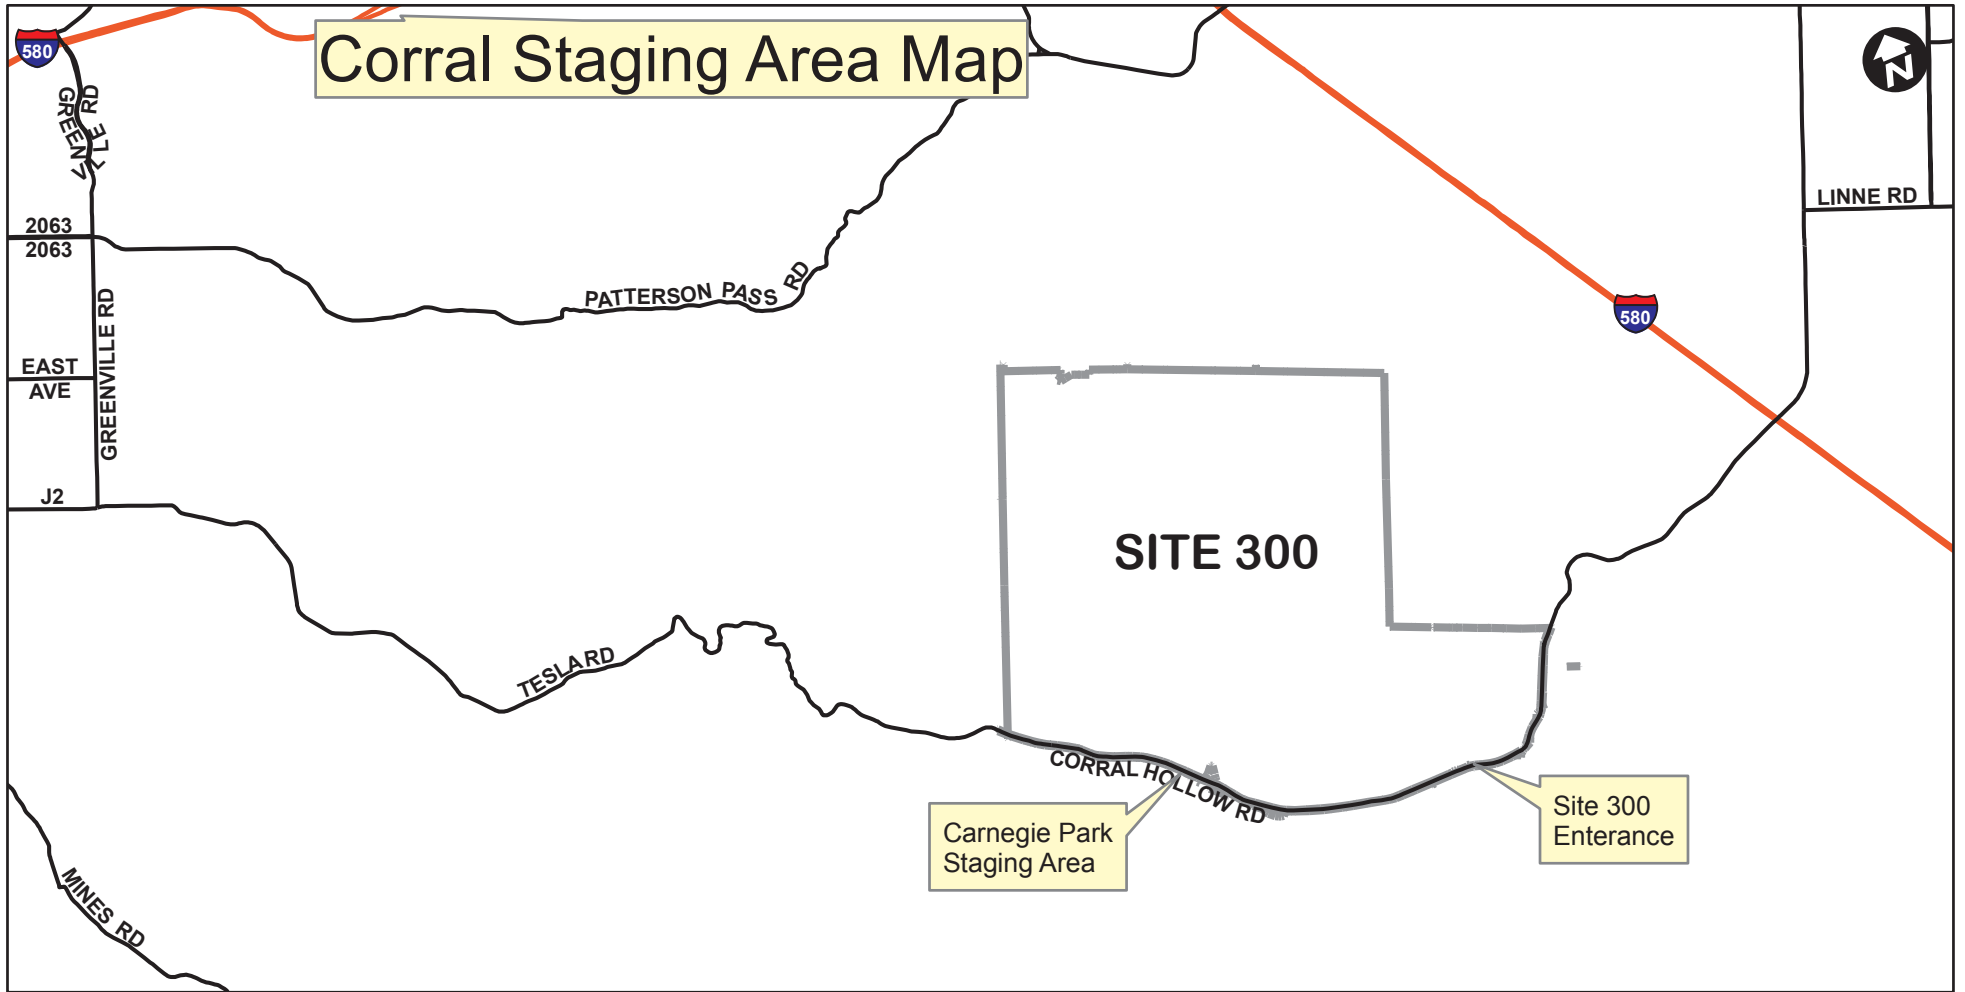 Corral Staging Area Map
580
GREENVILLE RD
2063
2063
LINNE RD
PATTERSON PASS RD
GREENVILLE RD
580
EAST
AVE
J2
SITE 300
TESLA RD
CORRAL HOLLOW RD
Carnegie Park
Staging Area
Site 300
Enterance
MINES RD
N